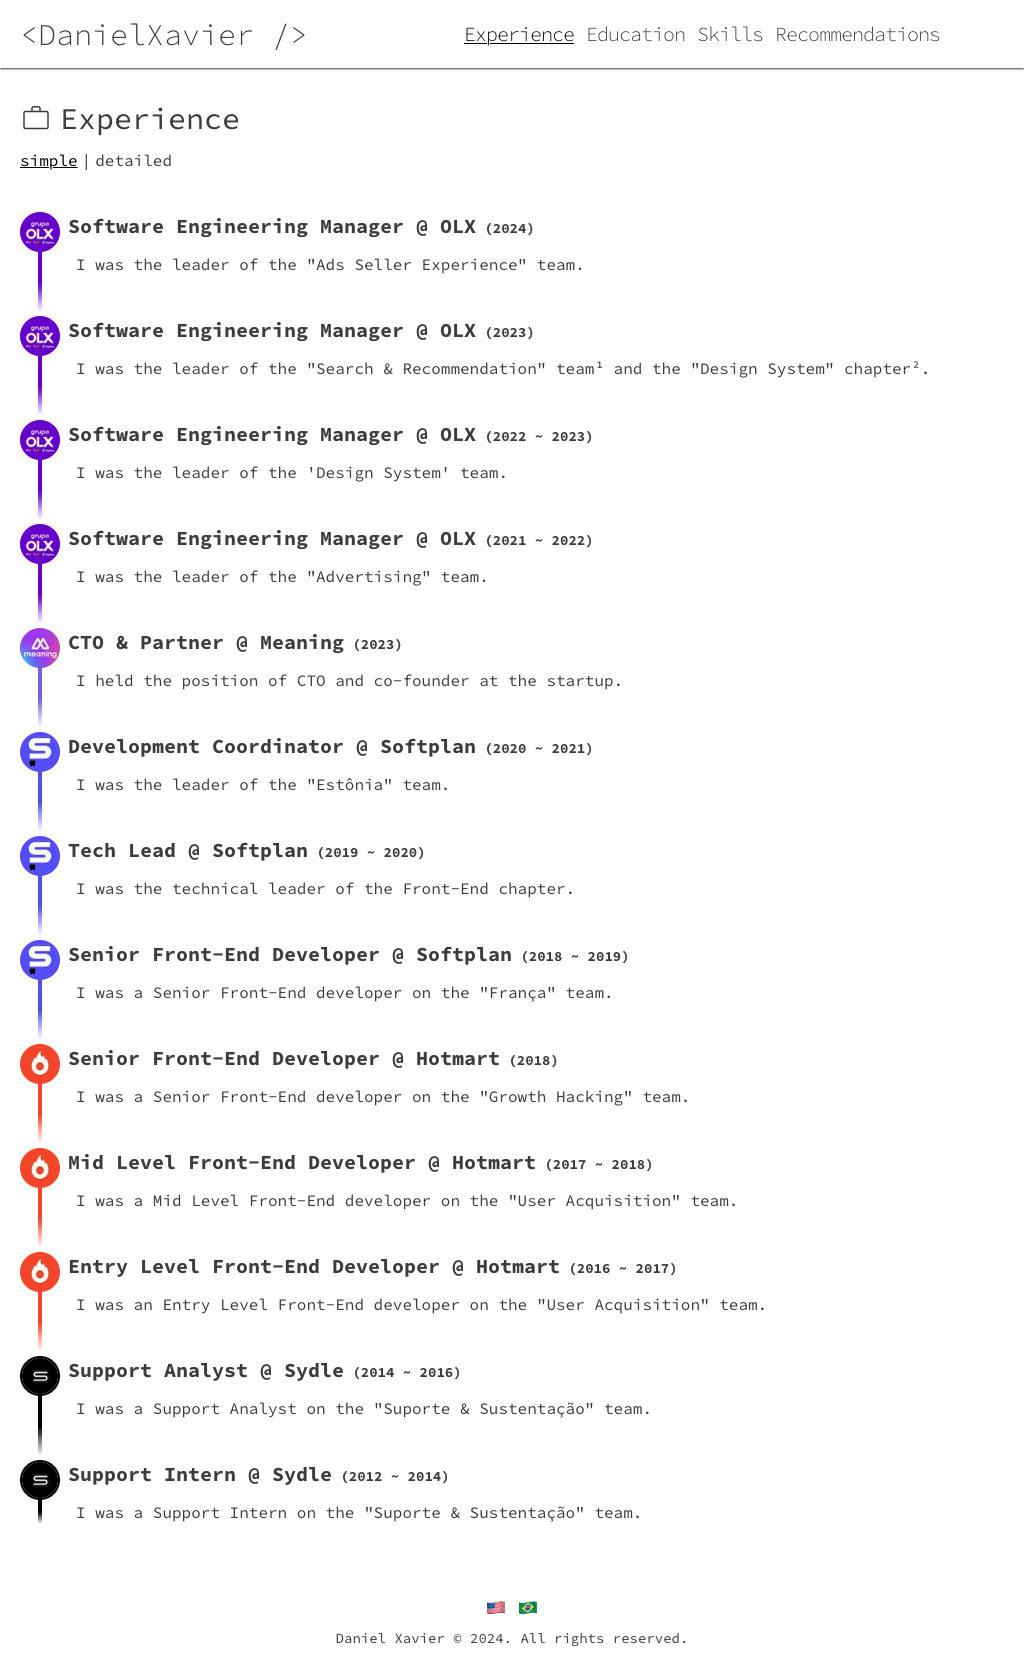 <DanielXavier />
Experience Education Skills Recommendations
Experience
simple | detailed
grupo
OLX
Software Engineering Manager @ OLX (2024)
I was the leader of the "Ads Seller Experience" team.
grupo
OLX
Software Engineering Manager @ OLX (2023)
I was the leader of the "Search & Recommendation" team¹ and the "Design System" chapter².
grupo
OLX
Software Engineering Manager @ OLX (2022 ~ 2023)
I was the leader of the 'Design System' team.
grupo
OLX
Software Engineering Manager @ OLX (2021 ~ 2022)
I was the leader of the "Advertising" team.
meaning
CTO & Partner @ Meaning (2023)
I held the position of CTO and co-founder at the startup.
Development Coordinator @ Softplan (2020 ~ 2021)
I was the leader of the "Estônia" team.
Tech Lead @ Softplan (2019 ~ 2020)
I was the technical leader of the Front-End chapter.
Senior Front-End Developer @ Softplan (2018 ~ 2019)
I was a Senior Front-End developer on the "França" team.
Senior Front-End Developer @ Hotmart (2018)
I was a Senior Front-End developer on the "Growth Hacking" team.
Mid Level Front-End Developer @ Hotmart (2017 ~ 2018)
I was a Mid Level Front-End developer on the "User Acquisition" team.
Entry Level Front-End Developer @ Hotmart (2016 ~ 2017)
I was an Entry Level Front-End developer on the "User Acquisition" team.
Support Analyst @ Sydle (2014 ~ 2016)
I was a Support Analyst on the "Suporte & Sustentação" team.
Support Intern @ Sydle (2012 ~ 2014)
I was a Support Intern on the "Suporte & Sustentação" team.
Daniel Xavier © 2024. All rights reserved.